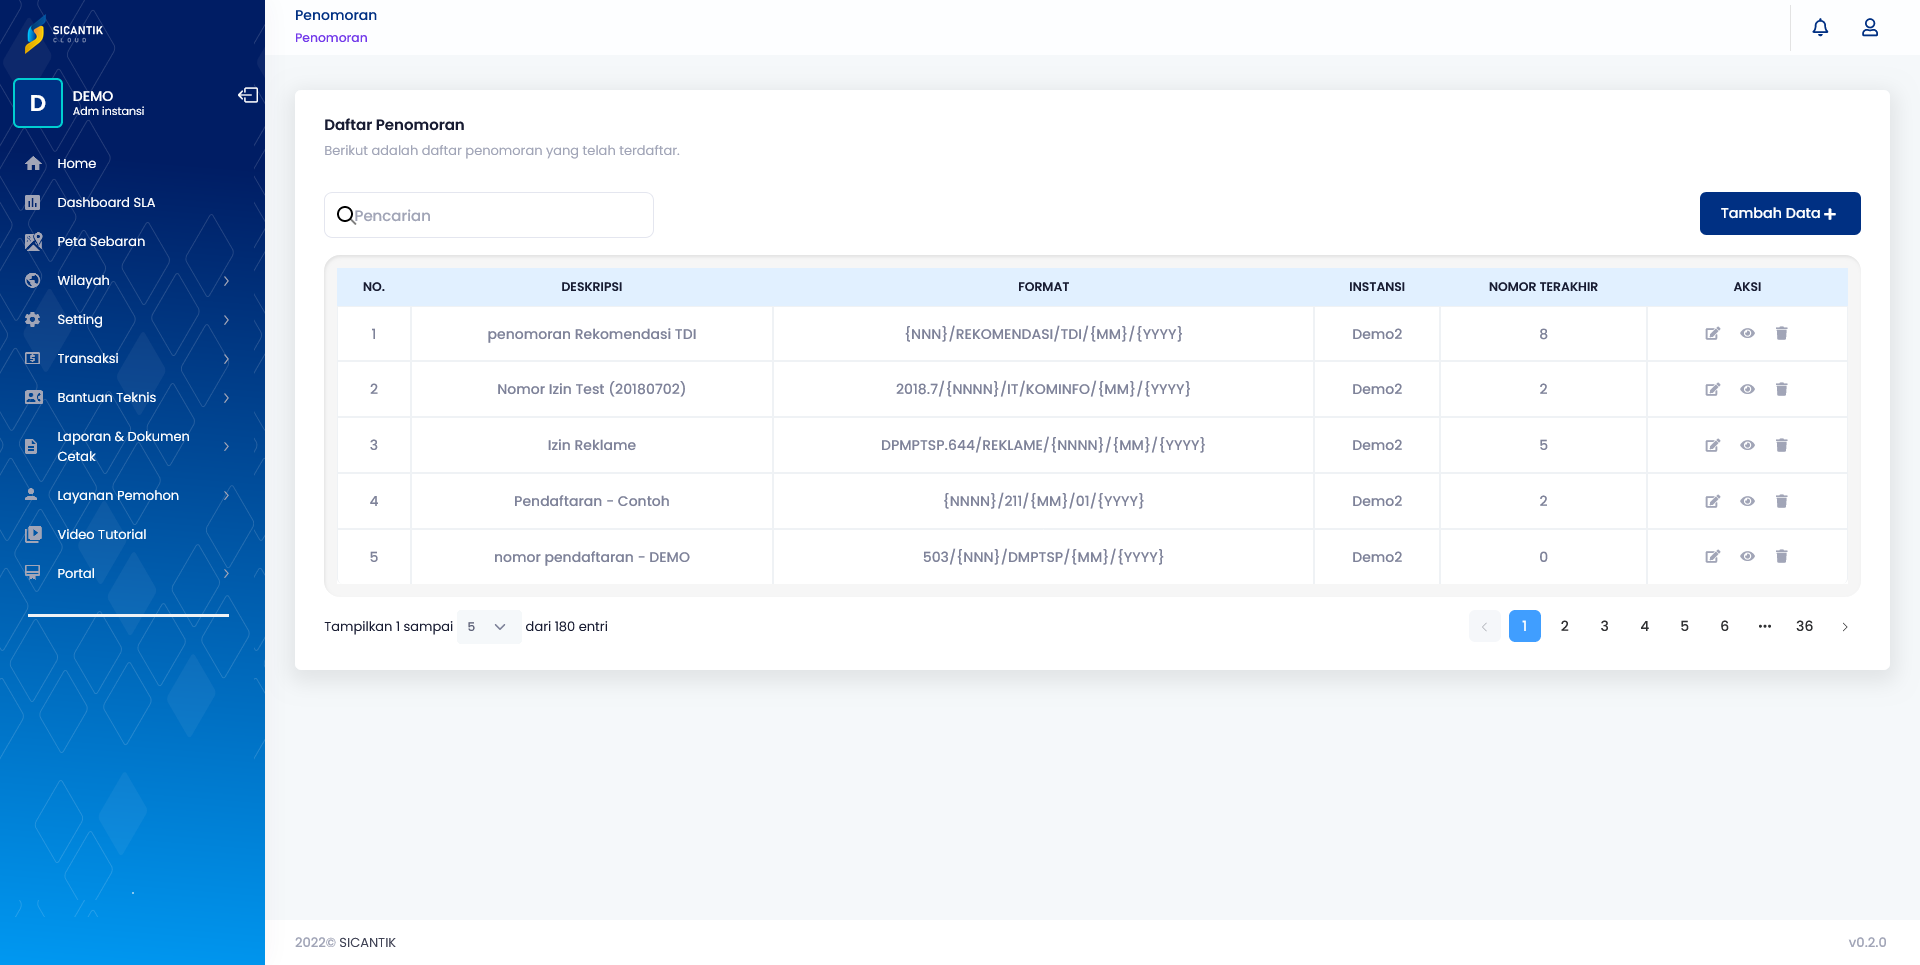 SICANTIK
CLOUD
D
DEMO
Adm instansi
Home
Dashboard SLA
Peta Sebaran
Wilayah
Setting
Transaksi
Bantuan Teknis
Laporan & Dokumen
Cetak
Layanan Pemohon
Video Tutorial
Portal
Penomoran
Penomoran
Daftar Penomoran
Berikut adalah daftar penomoran yang telah terdaftar.
Pencarian
Tambah Data +
NO. DESKRIPSI FORMAT INSTANSI NOMOR TERAKHIR AKSI
1 penomoran Rekomendasi TDI {NNN}/REKOMENDASI/TDI/{MM}/{YYYY} Demo2 8
2 Nomor Izin Test (20180702) 2018.7/{NNNN}/IT/KOMINFO/{MM}/{YYYY} Demo2 2
3 Izin Reklame DPMPTSP.644/REKLAME/{NNNN}/{MM}/{YYYY} Demo2 5
4 Pendaftaran - Contoh {NNNN}/211/{MM}/01/{YYYY} Demo2 2
5 nomor pendaftaran - DEMO 503/{NNN}/DMPTSP/{MM}/{YYYY} Demo2 0
Tampilkan 1 sampai 5 dari 180 entri
1 2 3 4 5 6 ••• 36
2022© SICANTIK
v0.2.0